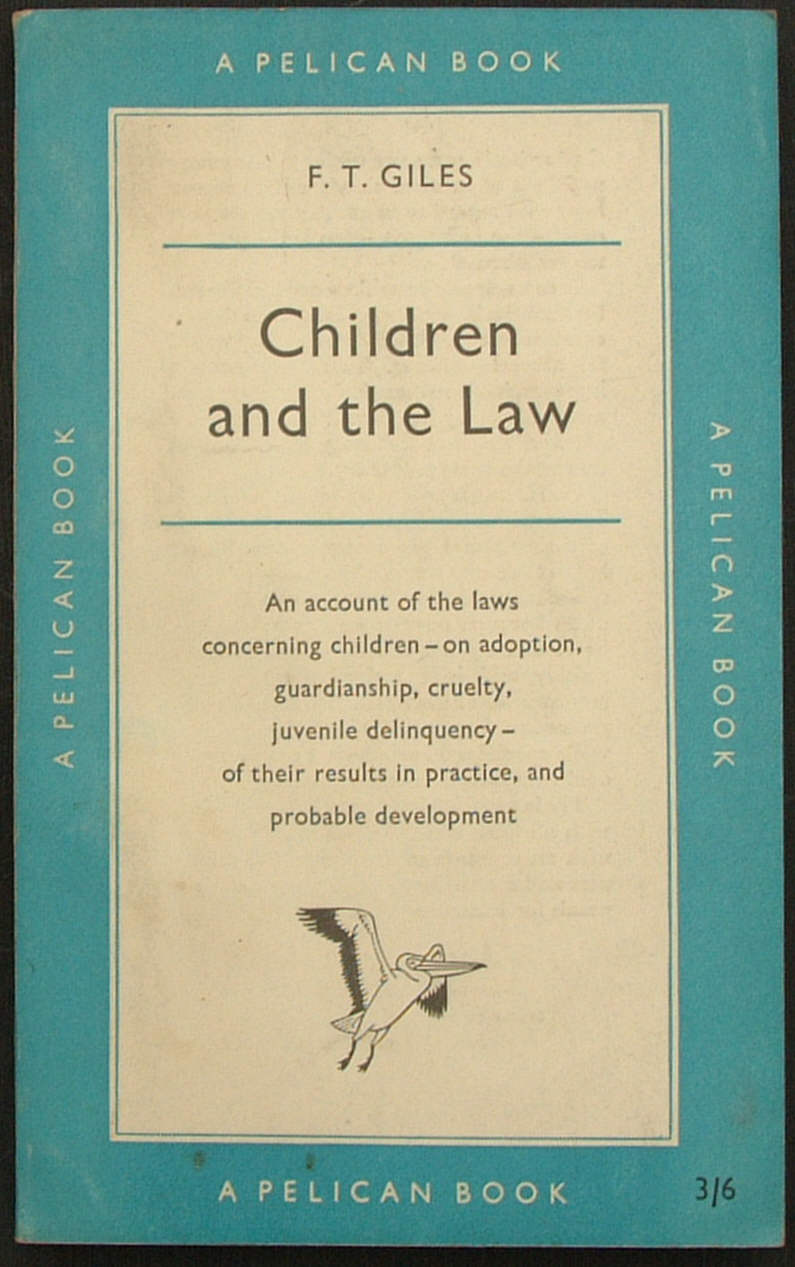 A PELICAN BOOK
F. T. GILES
Children
and the Law
An account of the laws
concerning children – on adoption,
guardianship, cruelty,
juvenile delinquency –
of their results in practice, and
probable development
A PELICAN BOOK
A PELICAN BOOK
A PELICAN BOOK
3/6